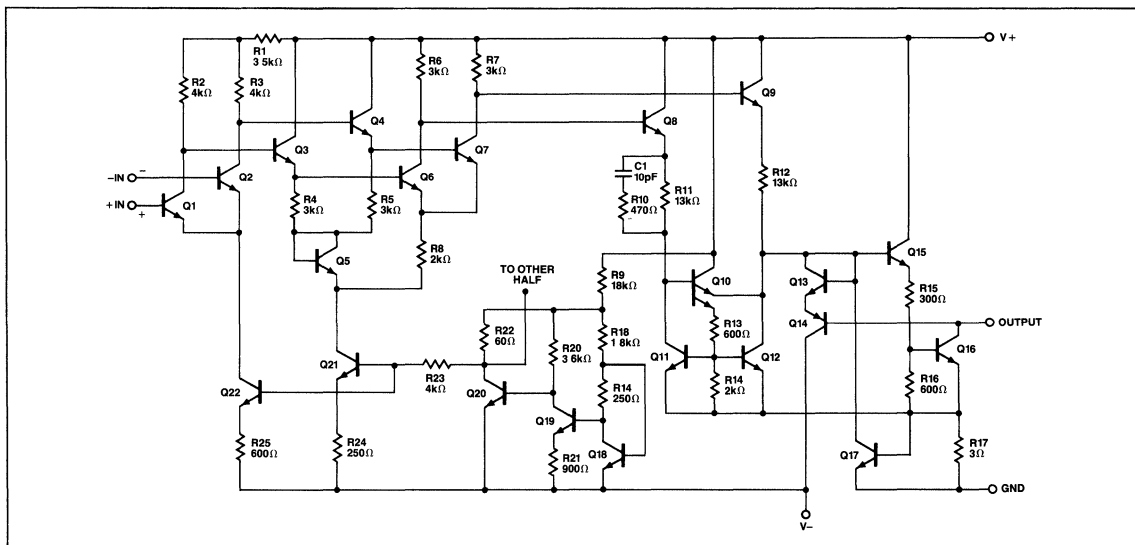 V+
R1
3 5kΩ
R2
4kΩ
R3
4kΩ
R6
3kΩ
R7
3kΩ
Q9
Q4
Q8
Q3
Q7
Q6
Q2
–IN
–
+IN
+
Q1
C1
10pF
R10
470Ω
R11
13kΩ
R12
13kΩ
R4
3kΩ
R5
3kΩ
R8
2kΩ
Q5
TO OTHER
HALF
R9
18kΩ
Q10
Q13
Q15
R15
300Ω
Q14
OUTPUT
R22
60Ω
R20
3 6kΩ
R18
1 8kΩ
R13
600Ω
Q11
Q12
Q16
Q21
R23
4kΩ
Q22
Q20
R14
250Ω
R14
2kΩ
R16
600Ω
Q19
Q18
Q17
R17
3Ω
R25
600Ω
R24
250Ω
R21
900Ω
GND
V–